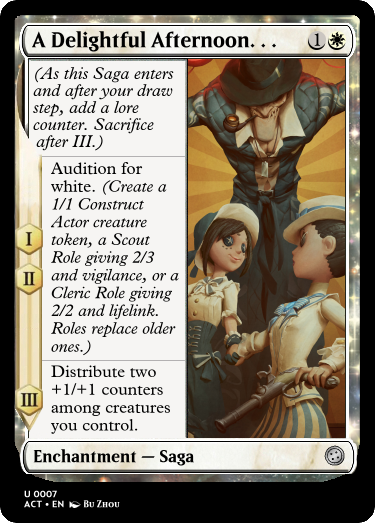 A Delightful Afternoon. . . 1
(As this Saga enters
and after your draw
step, add a lore
counter. Sacrifice
after III.)
I
II
Audition for
white. (Create a
1/1 Construct
Actor creature
token, a Scout
Role giving 2/3
and vigilance, or a
Cleric Role giving
2/2 and lifelink.
Roles replace older
ones.)
III
Distribute two
+1/+1 counters
among creatures
you control.
Enchantment — Saga
U 0007
ACT • EN Bu Zhou